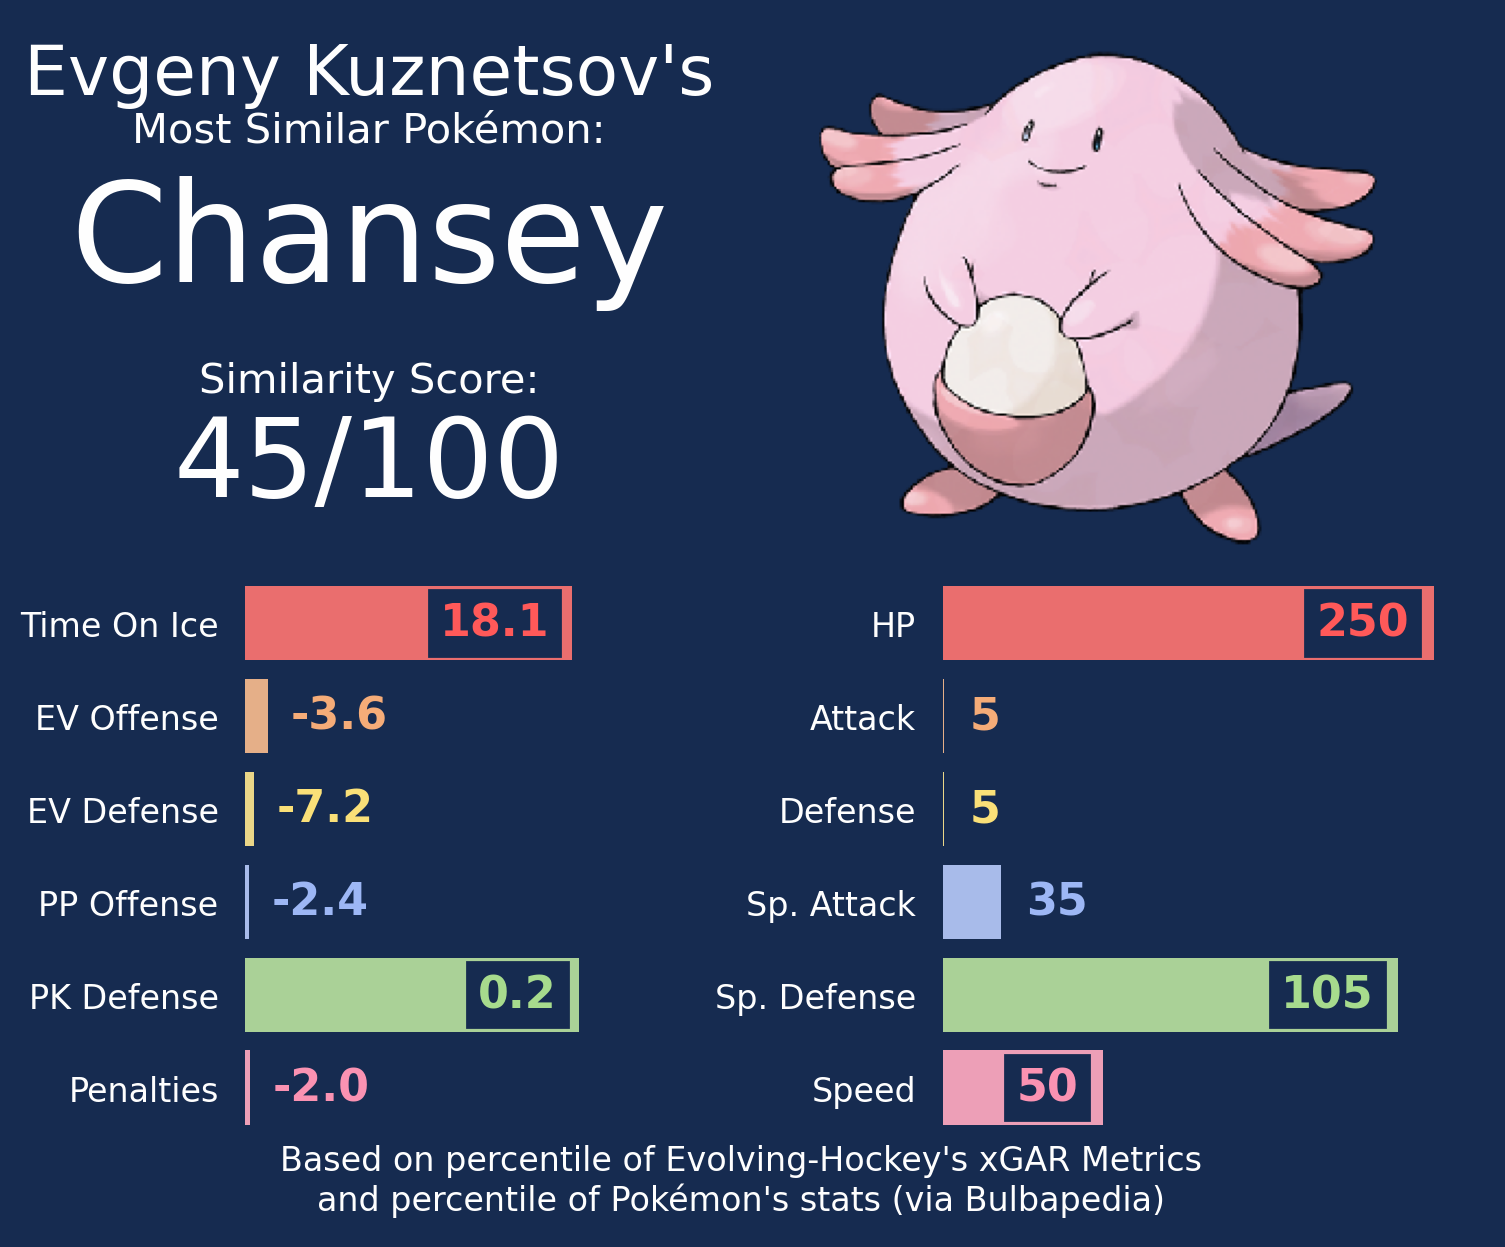 Evgeny Kuznetsov's
Most Similar Pokémon:
Chansey
Similarity Score:
45/100
Time On Ice 18.1
EV Offense -3.6
EV Defense -7.2
PP Offense -2.4
PK Defense 0.2
Penalties -2.0
HP 250
Attack 5
Defense 5
Sp. Attack 35
Sp. Defense 105
Speed 50
Based on percentile of Evolving-Hockey's xGAR Metrics
and percentile of Pokémon's stats (via Bulbapedia)